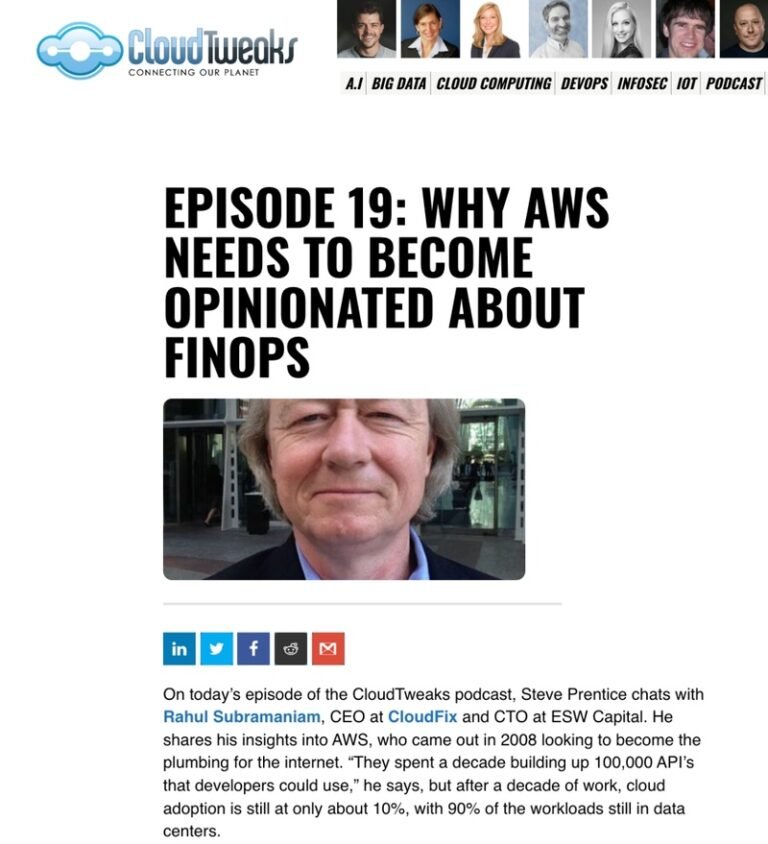 CloudTweaks
CONNECTING OUR PLANET
A.I BIG DATA CLOUD COMPUTING DEVOPS INFOSEC IOT PODCAST
EPISODE 19: WHY AWS
NEEDS TO BECOME
OPINIONATED ABOUT
FINOPS
in f
On today's episode of the CloudTweaks podcast, Steve Prentice chats with
Rahul Subramaniam, CEO at CloudFix and CTO at ESW Capital. He
shares his insights into AWS, who came out in 2008 looking to become the
plumbing for the internet. “They spent a decade building up 100,000 API's
that developers could use,” he says, but after a decade of work, cloud
adoption is still at only about 10%, with 90% of the workloads still in data
centers.